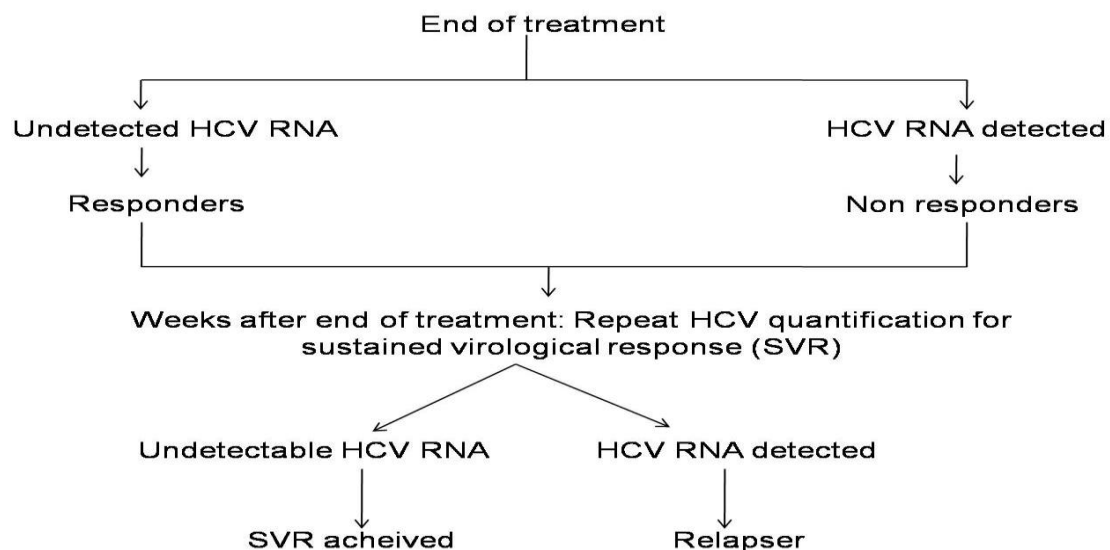 End of treatment
Undetected HCV RNA
HCV RNA detected
Responders
Non responders
Weeks after end of treatment: Repeat HCV quantification for
sustained virological response (SVR)
Undetectable HCV RNA
HCV RNA detected
SVR acheived
Relapser